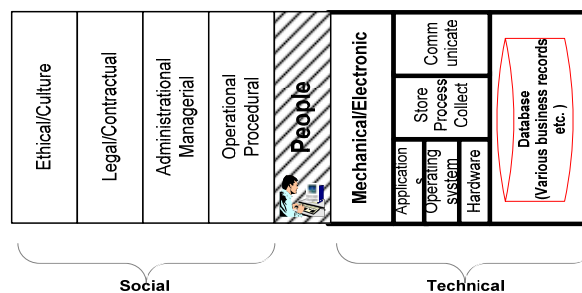 Ethical/Culture
Legal/Contractual
Administrational
Managerial
Operational
Procedural
People
Mechanical/Electronic
Comm
unicate
Store
Process
Collect
Application
s
Operating
system
Hardware
Database
(Various business records
etc. )
Social
Technical